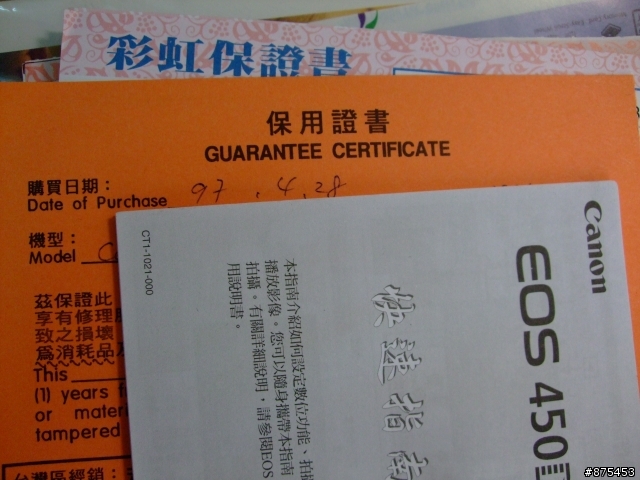 彩虹保證書
保用證書
GUARANTEE CERTIFICATE
購買日期：
Date of Purchase 97 . 4 . 28
機型：
Model C
茲保證此
享有修理
致之損壞
為消耗品
This
(1) years
or mater
tampered
台灣區經銷：
Canon
EOS 450
快速指南
本指南介紹如何設定數位功能、拍
播放影像。您可以隨身攜帶本指南
拍攝。有關詳細說明，請參閱EOS
用說明書。
CT1-1021-000
#875453